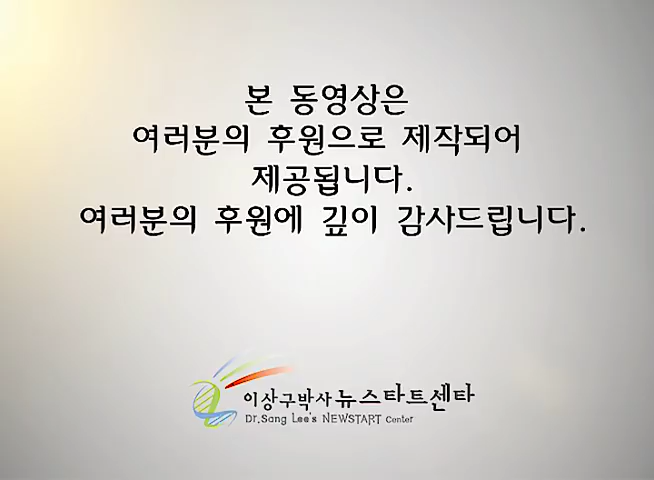 본 동영상은
여러분의 후원으로 제작되어
제공됩니다.
여러분의 후원에 깊이 감사드립니다.
이상구박사 뉴스타트센타
Dr.Sang Lee's NEWSTART Center